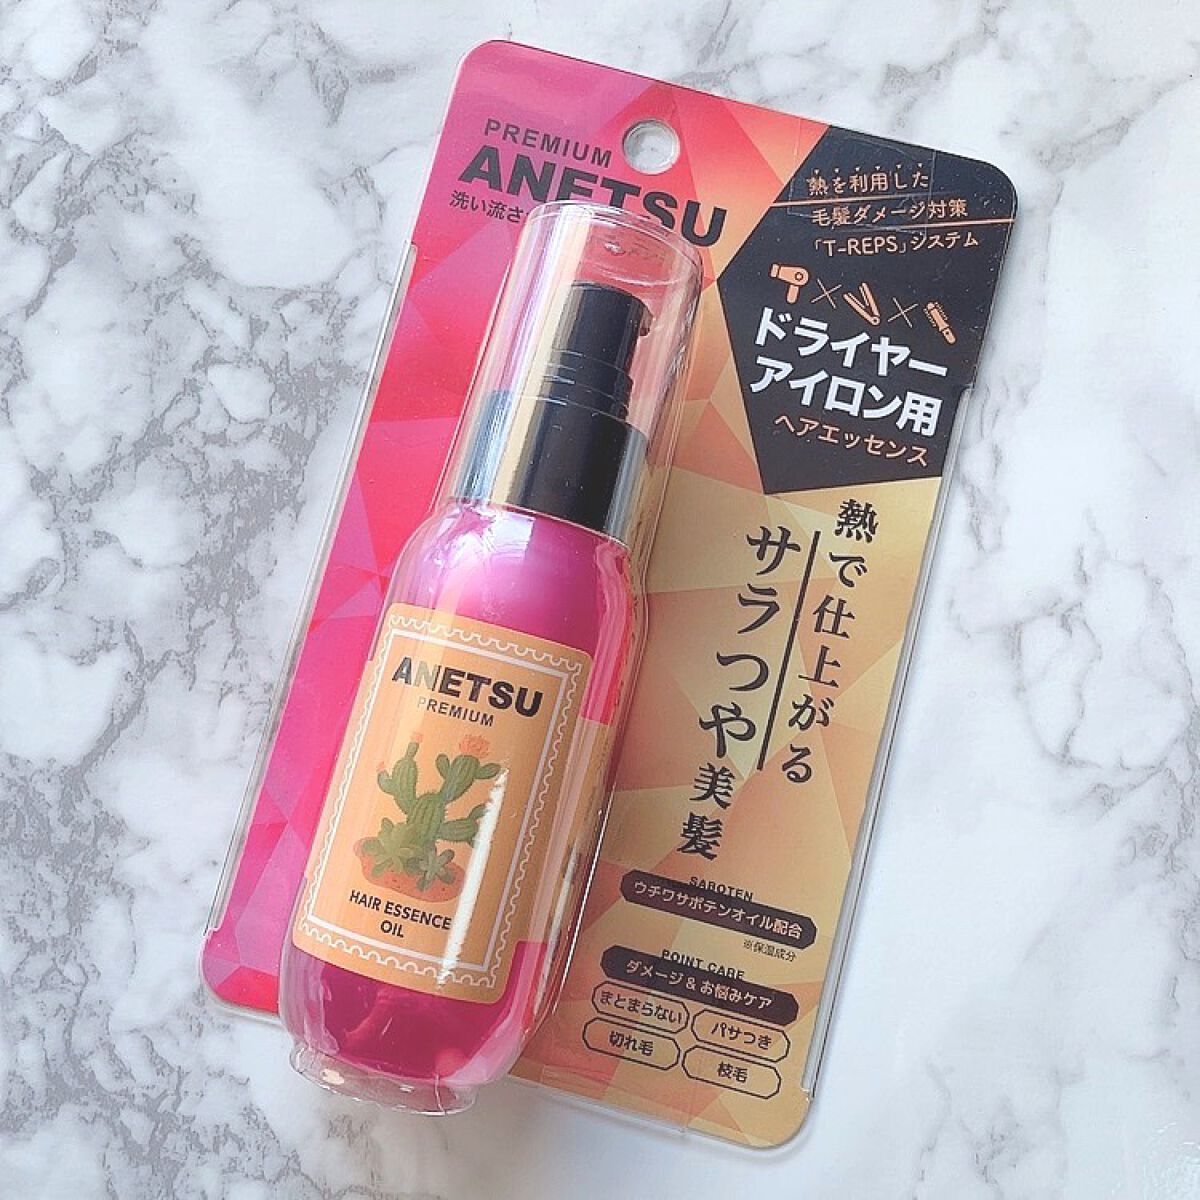 PREMIUM
ANETSU
洗い流さ
熱を利用した
毛髪ダメージ対策
「T-REPS」システム
ドライヤー
アイロン用
ヘアエッセンス
熱で仕上がる
サラつや美髪
SABOTEN
ウチワサボテンオイル配合
※保湿成分
POINT CARE
ダメージ&お悩みケア
まとまらない
パサつき
切れ毛
枝毛
ANETSU
PREMIUM
HAIR ESSENCE
OIL